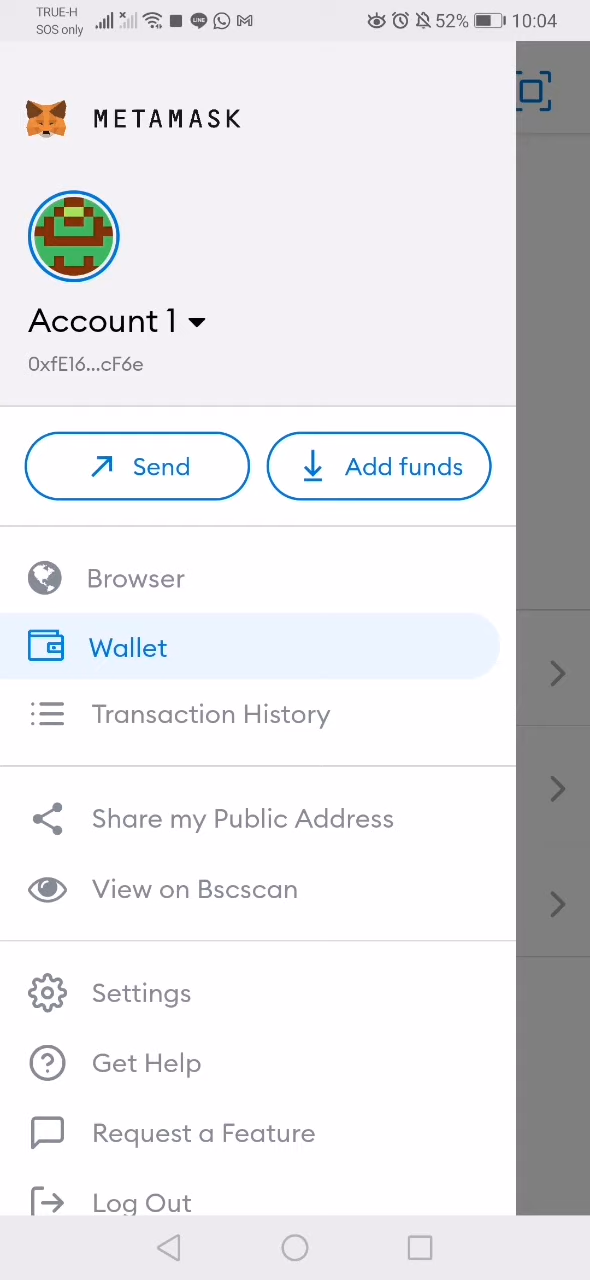 TRUE-H
SOS only
LINE
52%
10:04
METAMASK
Account 1
0xfE16...cF6e
Send
Add funds
Browser
Wallet
Transaction History
Share my Public Address
View on Bscscan
Settings
Get Help
Request a Feature
Log Out